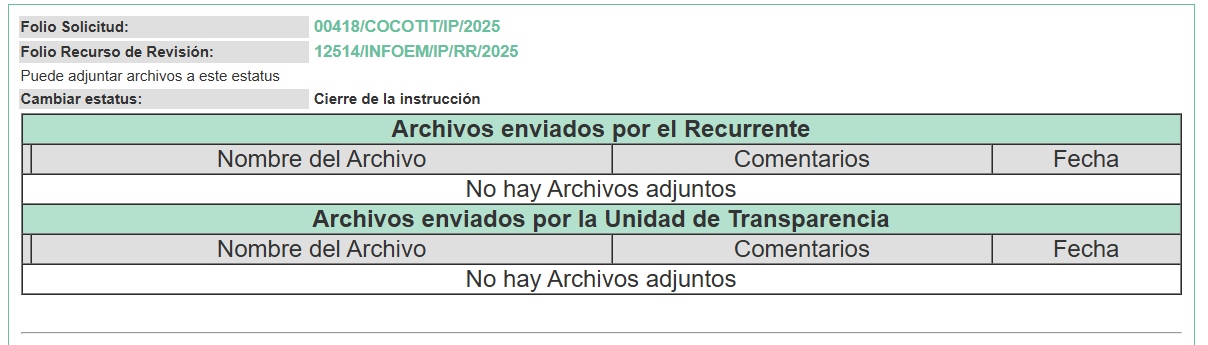 Folio Solicitud: 00418/COCOTIT/IP/2025
Folio Recurso de Revisión: 12514/INFOEM/IP/RR/2025
Puede adjuntar archivos a este estatus
Cambiar estatus: Cierre de la instrucción
Archivos enviados por el Recurrente
Nombre del Archivo Comentarios Fecha
No hay Archivos adjuntos
Archivos enviados por la Unidad de Transparencia
Nombre del Archivo Comentarios Fecha
No hay Archivos adjuntos